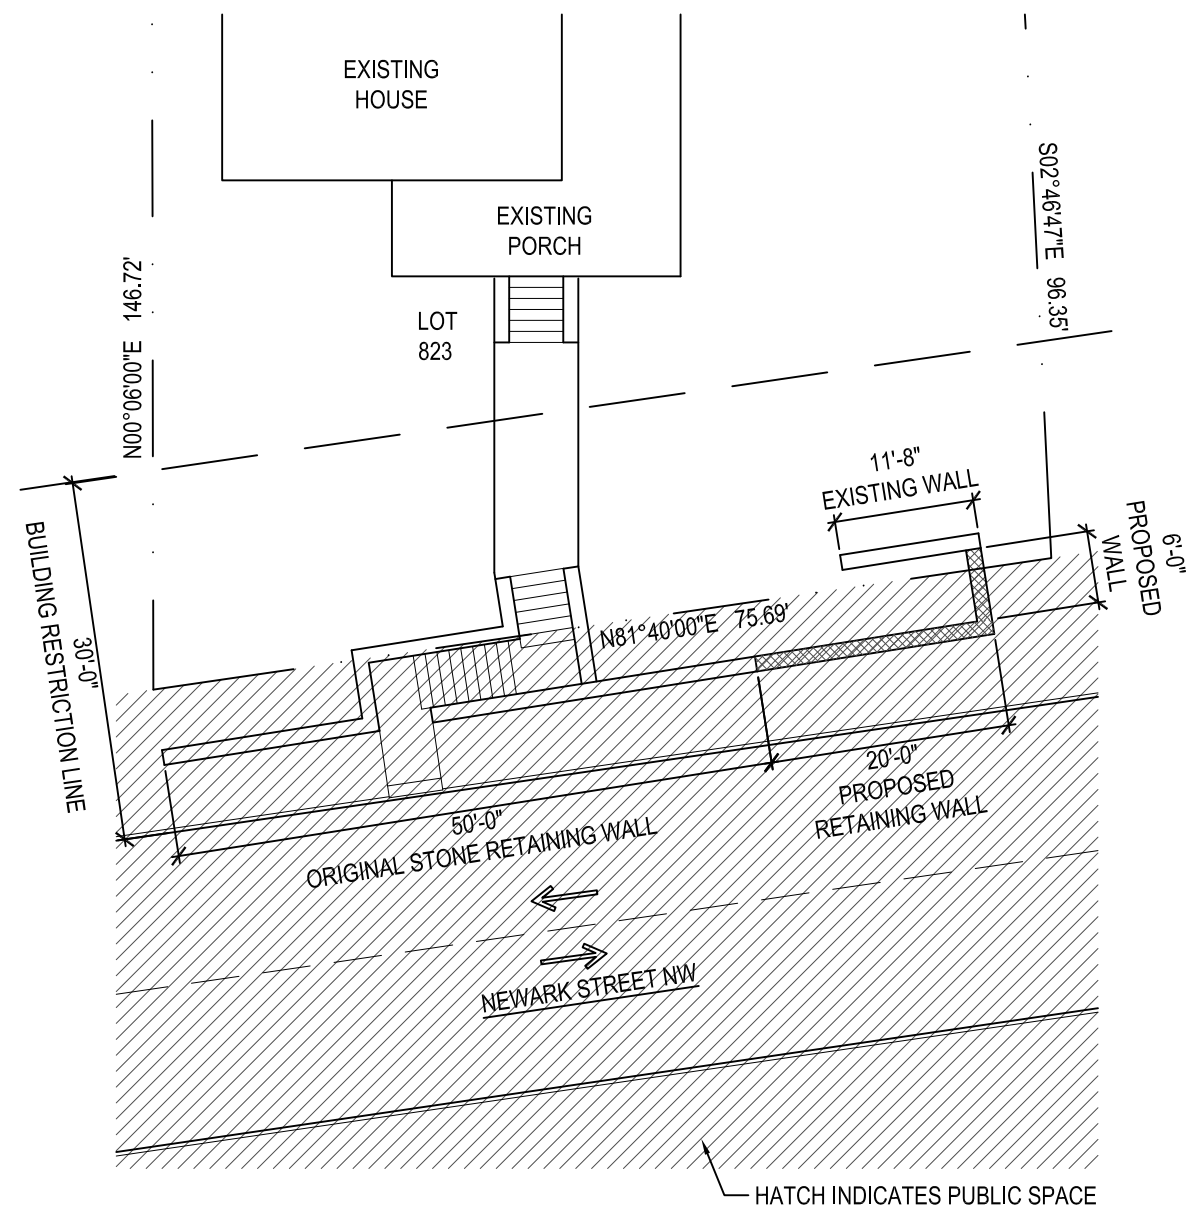 EXISTING
HOUSE
EXISTING
PORCH
S02°46'47"E 96.35'
N00°06'00"E 146.72'
LOT
823
11'-8"
EXISTING WALL
6'-0"
PROPOSED
WALL
30'-0"
BUILDING RESTRICTION LINE
N81°40'00"E 75.69'
20'-0"
PROPOSED
RETAINING WALL
50'-0"
ORIGINAL STONE RETAINING WALL
NEWARK STREET NW
HATCH INDICATES PUBLIC SPACE